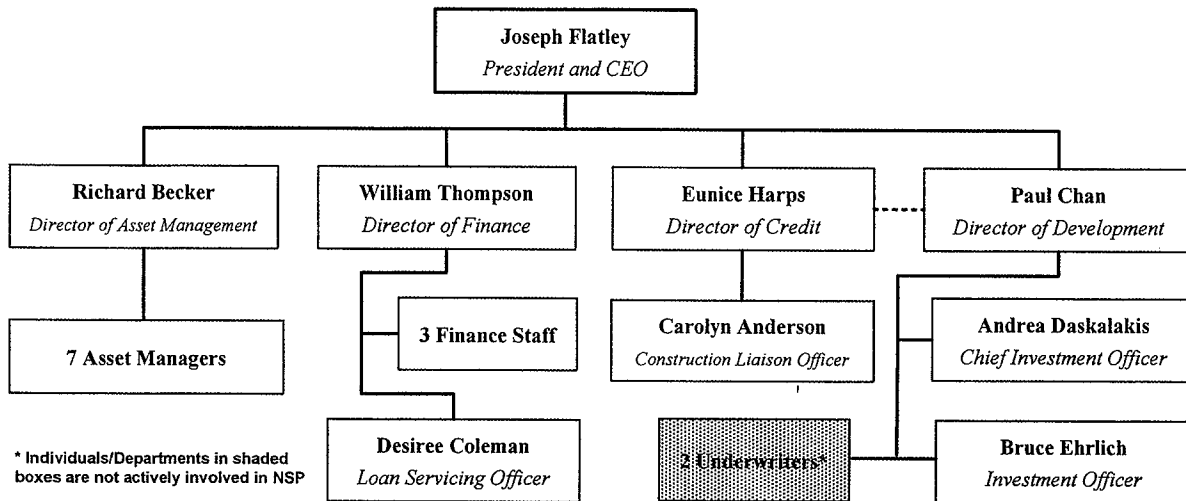 Joseph Flatley
President and CEO
Richard Becker
Director of Asset Management
William Thompson
Director of Finance
Eunice Harps
Director of Credit
Paul Chan
Director of Development
7 Asset Managers
3 Finance Staff
Carolyn Anderson
Construction Liaison Officer
Andrea Daskalakis
Chief Investment Officer
Desiree Coleman
Loan Servicing Officer
2 Underwriters*
Bruce Ehrlich
Investment Officer
* Individuals/Departments in shaded
boxes are not actively involved in NSP